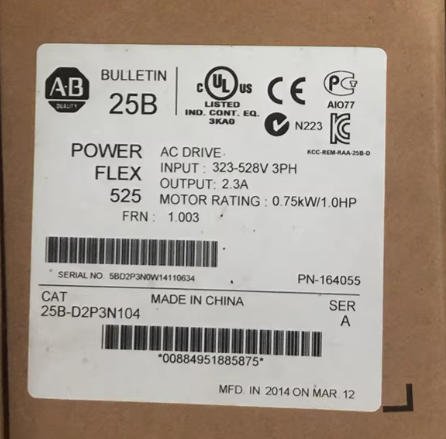 A-B
QUALITY
BULLETIN
25B
C UL US
LISTED
IND. CONT. EQ.
3KA0
CE
PG
AI077
N223
KCC-REM-RAA-25B-D
POWER
FLEX
525
AC DRIVE
INPUT : 323-528V 3PH
OUTPUT: 2.3A
MOTOR RATING : 0.75kW/1.0HP
FRN : 1.003
SERIAL NO. 5BD2P3N0W14110634
PN-164055
CAT
MADE IN CHINA
SER
25B-D2P3N104
A
*00884951885875*
MFD. IN 2014 ON MAR. 12